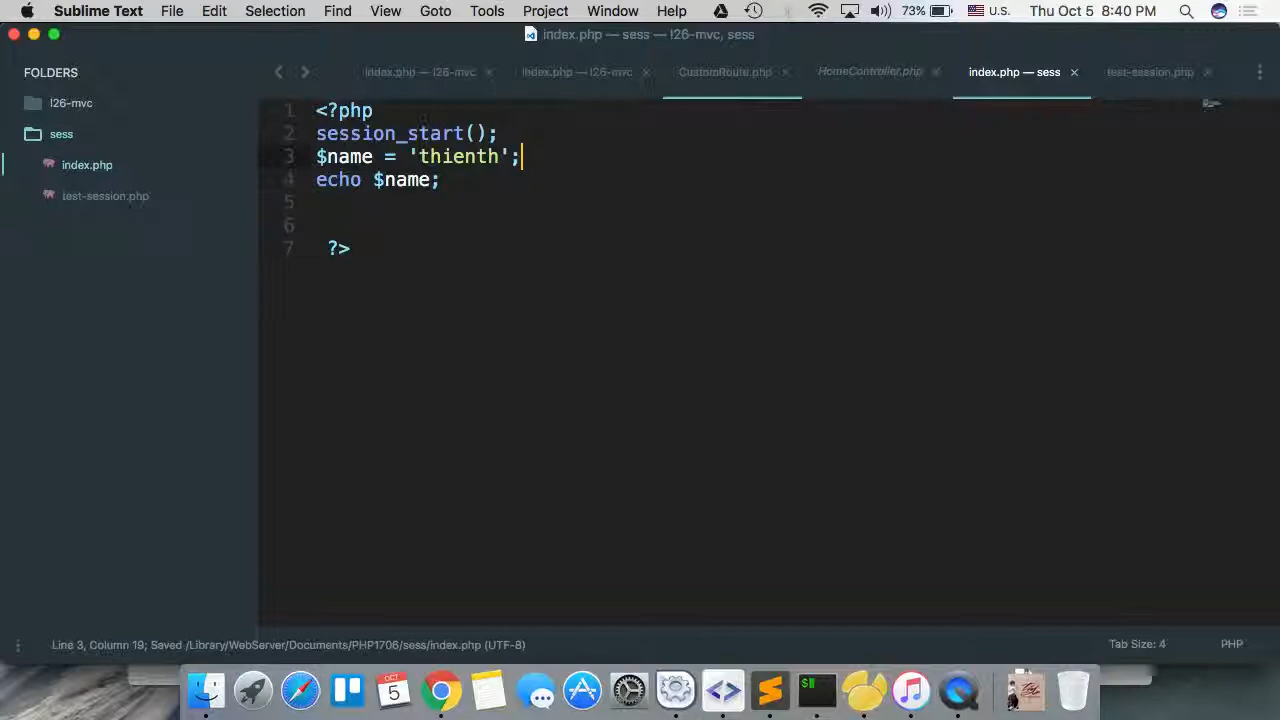 Sublime Text File Edit Selection Find View Goto Tools Project Window Help 73% U.S. Thu Oct 5 8:40 PM
index.php — sess — l26-mvc, sess
FOLDERS
l26-mvc
sess
index.php
test-session.php
index.php — l26-mvc index.php — l26-mvc CustomRoute.php HomeController.php index.php — sess test-session.php
1 <?php
2 session_start();
3 $name = 'thienth';
4 echo $name;
5
6
7 ?>
Line 3, Column 19; Saved /Library/WebServer/Documents/PHP1706/sess/index.php (UTF-8) Tab Size: 4 PHP
OCT
5
$